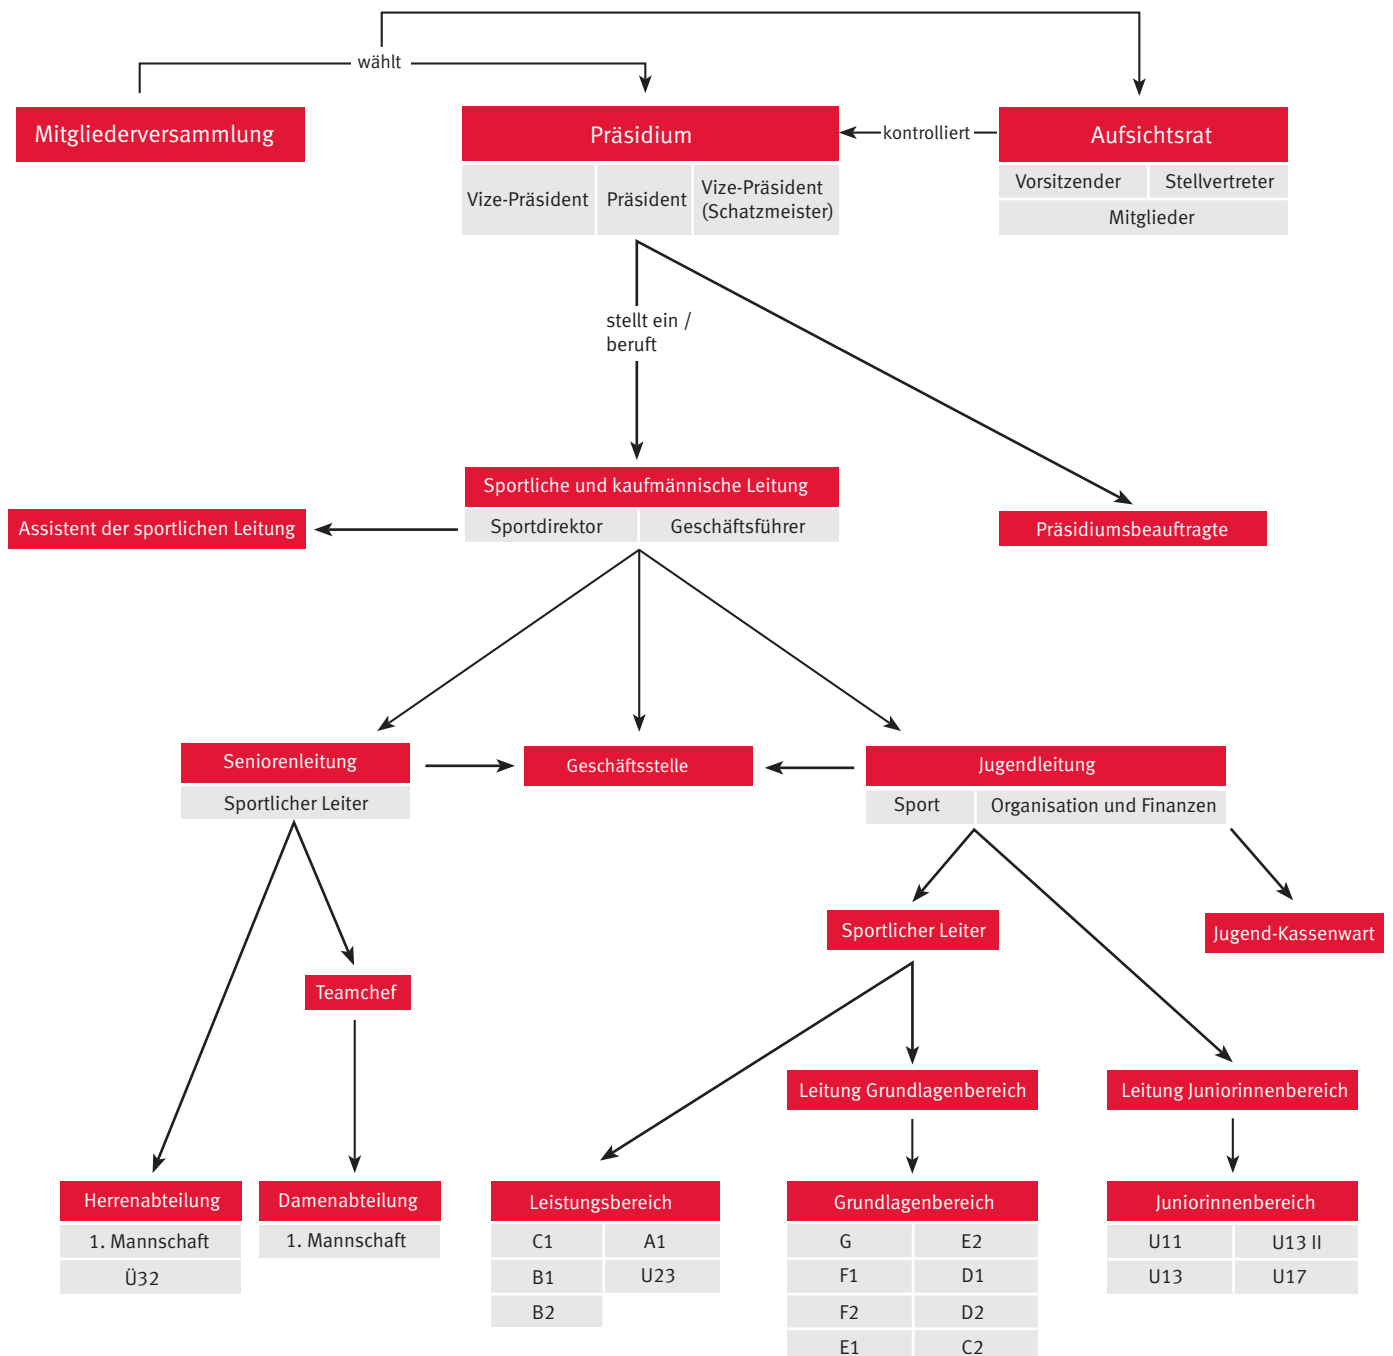 wählt
Mitgliederversammlung
Präsidium
kontrolliert
Aufsichtsrat
Vize-Präsident
Präsident
Vize-Präsident
(Schatzmeister)
Vorsitzender
Stellvertreter
Mitglieder
stellt ein /
beruft
Sportliche und kaufmännische Leitung
Sportdirektor
Geschäftsführer
Assistent der sportlichen Leitung
Präsidiumsbeauftragte
Seniorenleitung
Sportlicher Leiter
Geschäftsstelle
Jugendleitung
Sport
Organisation und Finanzen
Sportlicher Leiter
Jugend-Kassenwart
Teamchef
Leitung Grundlagenbereich
Leitung Juniorinnenbereich
Herrenabteilung
1. Mannschaft
Ü32
Damenabteilung
1. Mannschaft
Leistungsbereich
C1
A1
B1
U23
B2
Grundlagenbereich
G
E2
F1
D1
F2
D2
E1
C2
Juniorinnenbereich
U11
U13 II
U13
U17